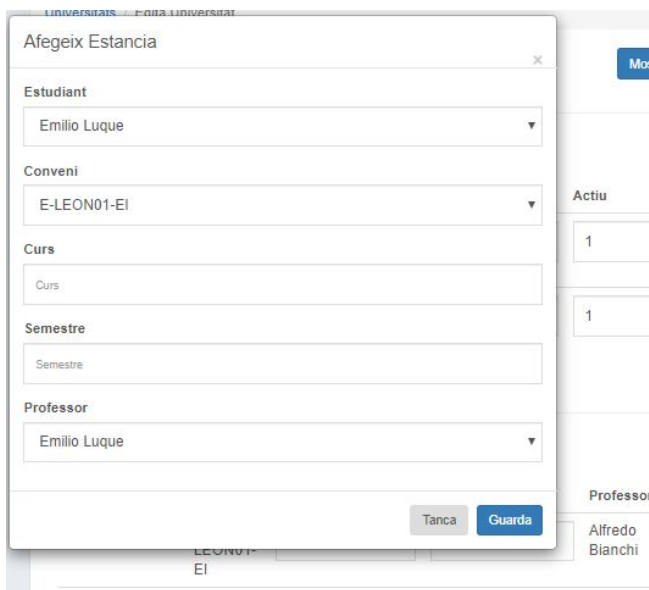 Universitats / Edita Universitat
Afegeix Estancia
×
Mos
Estudiant
Emilio Luque
Conveni
E-LEON01-EI
Actiu
Curs
1
Curs
Semestre
1
Semestre
Professor
Emilio Luque
Professor
Tanca
Guarda
Alfredo
Bianchi
LEON01-
EI